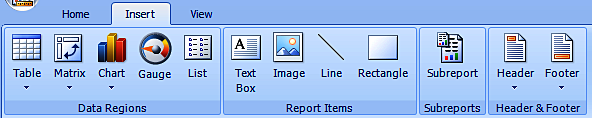 Home Insert View
Table Matrix Chart Gauge List Text Box Image Line Rectangle Subreport Header Footer
Data Regions Report Items Subreports Header & Footer